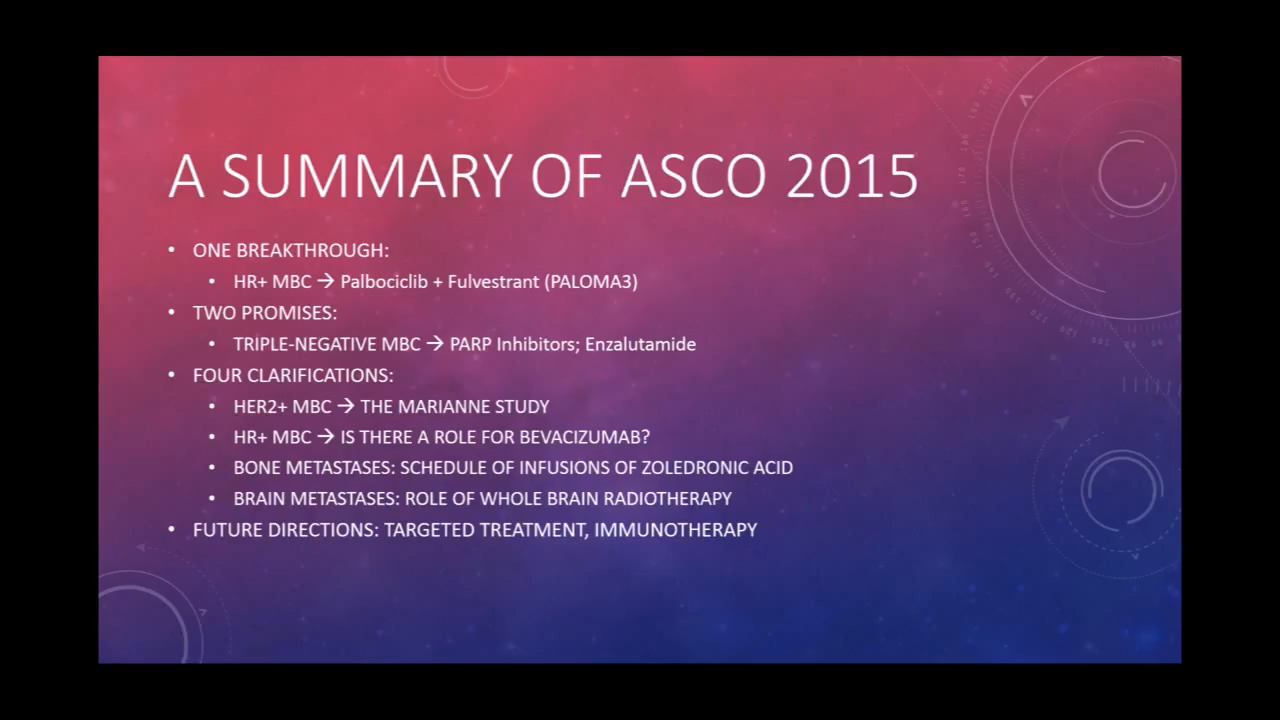 A SUMMARY OF ASCO 2015
• ONE BREAKTHROUGH:
• HR+ MBC → Palbociclib + Fulvestrant (PALOMA3)
• TWO PROMISES:
• TRIPLE-NEGATIVE MBC → PARP Inhibitors; Enzalutamide
• FOUR CLARIFICATIONS:
• HER2+ MBC → THE MARIANNE STUDY
• HR+ MBC → IS THERE A ROLE FOR BEVACIZUMAB?
• BONE METASTASES: SCHEDULE OF INFUSIONS OF ZOLEDRONIC ACID
• BRAIN METASTASES: ROLE OF WHOLE BRAIN RADIOTHERAPY
• FUTURE DIRECTIONS: TARGETED TREATMENT, IMMUNOTHERAPY